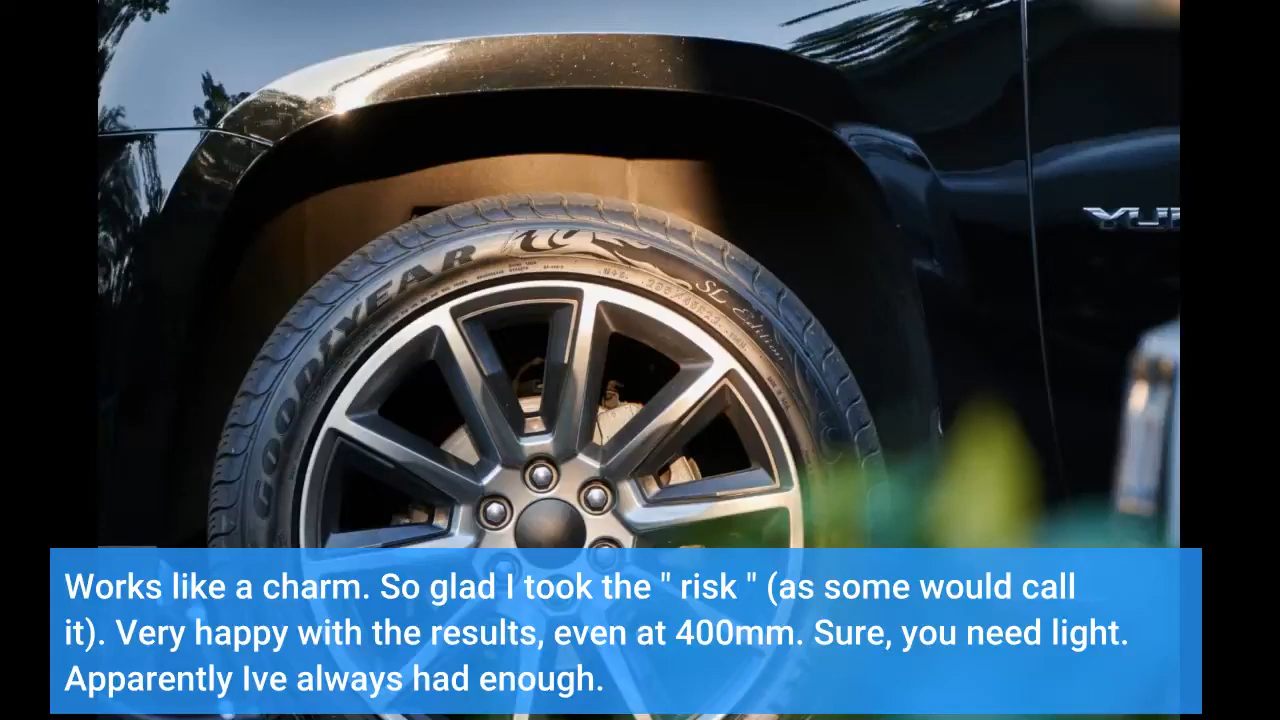 YU
GOODYEAR
SL Edition
Works like a charm. So glad I took the " risk " (as some would call
it). Very happy with the results, even at 400mm. Sure, you need light.
Apparently Ive always had enough.